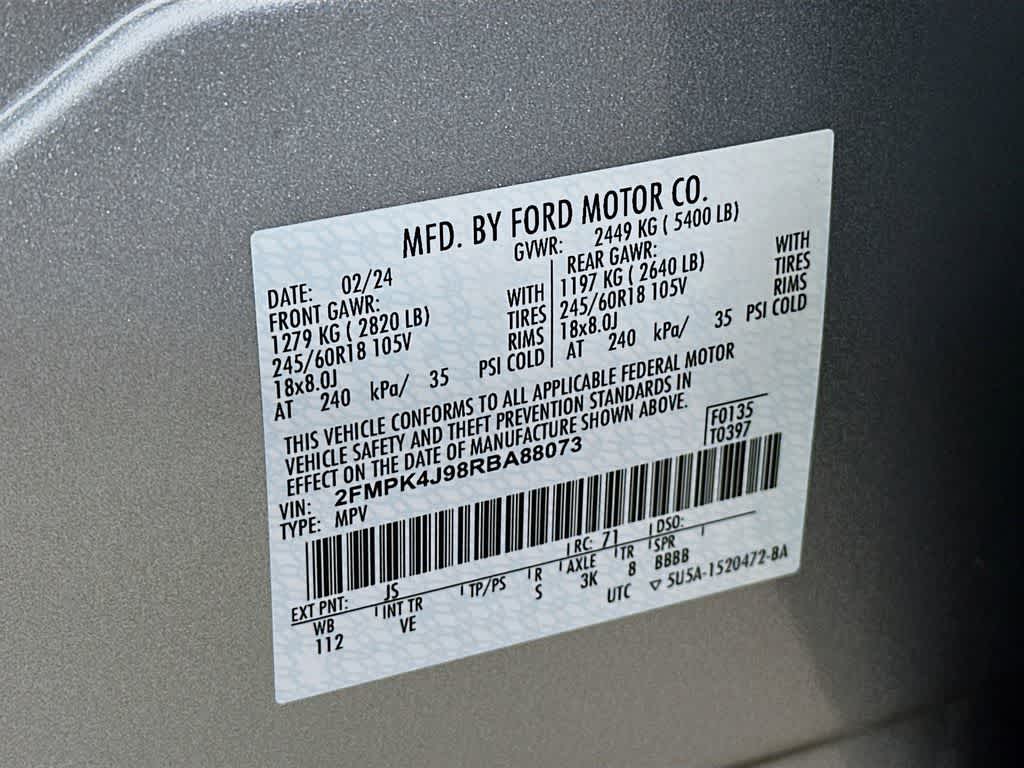 MFD. BY FORD MOTOR CO.
DATE: 02/24 GVWR: 2449 KG ( 5400 LB)
FRONT GAWR: REAR GAWR:
1279 KG ( 2820 LB) WITH 1197 KG ( 2640 LB) WITH
245/60R18 105V TIRES 245/60R18 105V TIRES
18x8.0J RIMS 18x8.0J RIMS
AT 240 kPa/ 35 PSI COLD AT 240 kPa/ 35 PSI COLD
THIS VEHICLE CONFORMS TO ALL APPLICABLE FEDERAL MOTOR
VEHICLE SAFETY AND THEFT PREVENTION STANDARDS IN
EFFECT ON THE DATE OF MANUFACTURE SHOWN ABOVE.
F0135
VIN: 2FMPK4J98RBA88073 T0397
TYPE: MPV
EXT PNT: JS RC: 71 DSO:
WB INT TR TP/PS R AXLE TR SPR
112 VE S 3K 8 BBBB
UTC ▽ 5U5A-1520472-8A